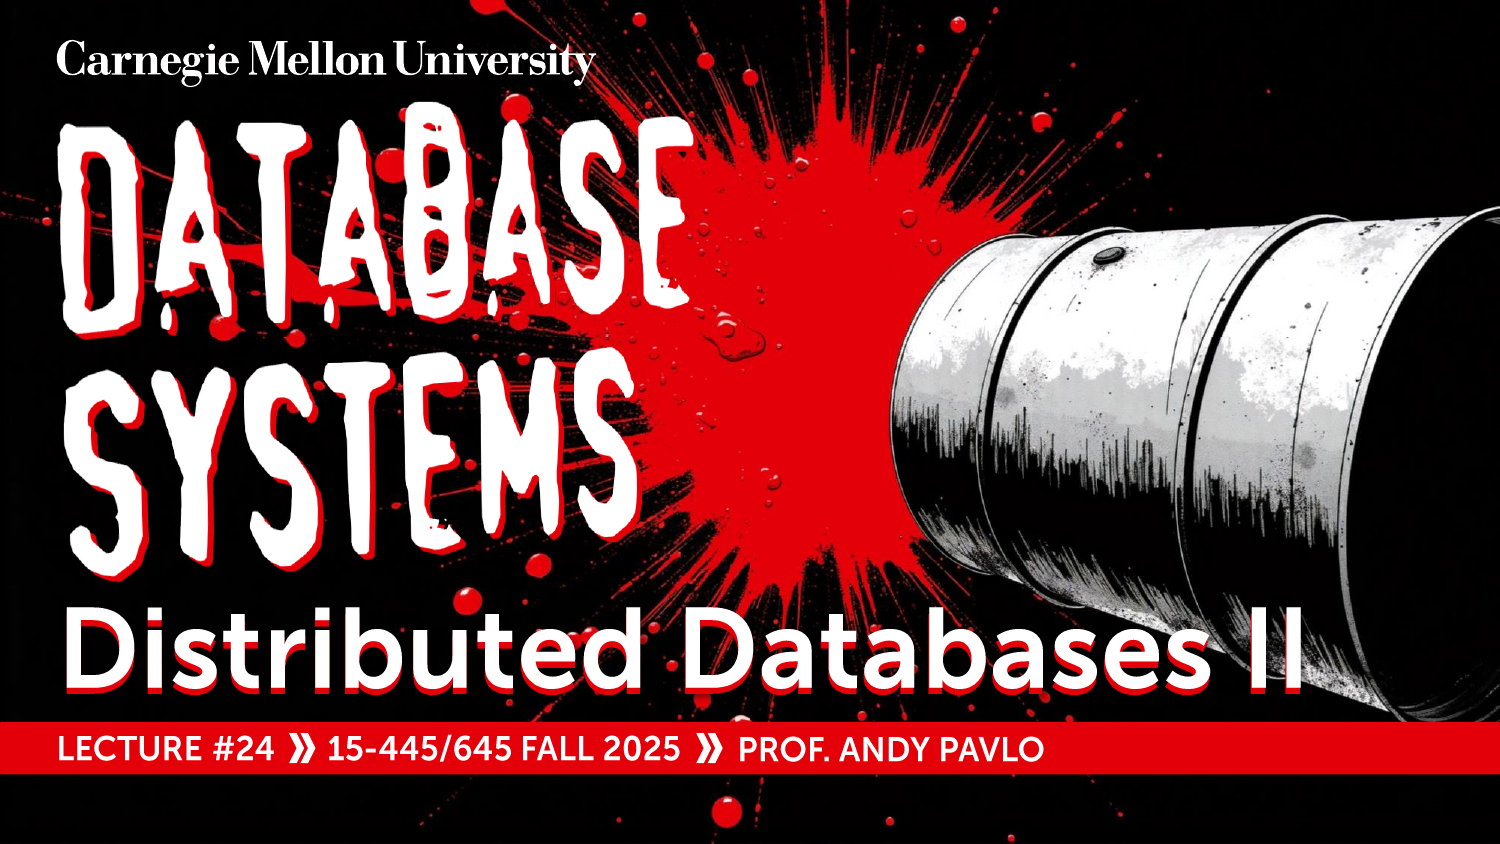 Carnegie Mellon University
DATABASE
SYSTEMS
Distributed Databases II
LECTURE #24 » 15-445/645 FALL 2025 » PROF. ANDY PAVLO